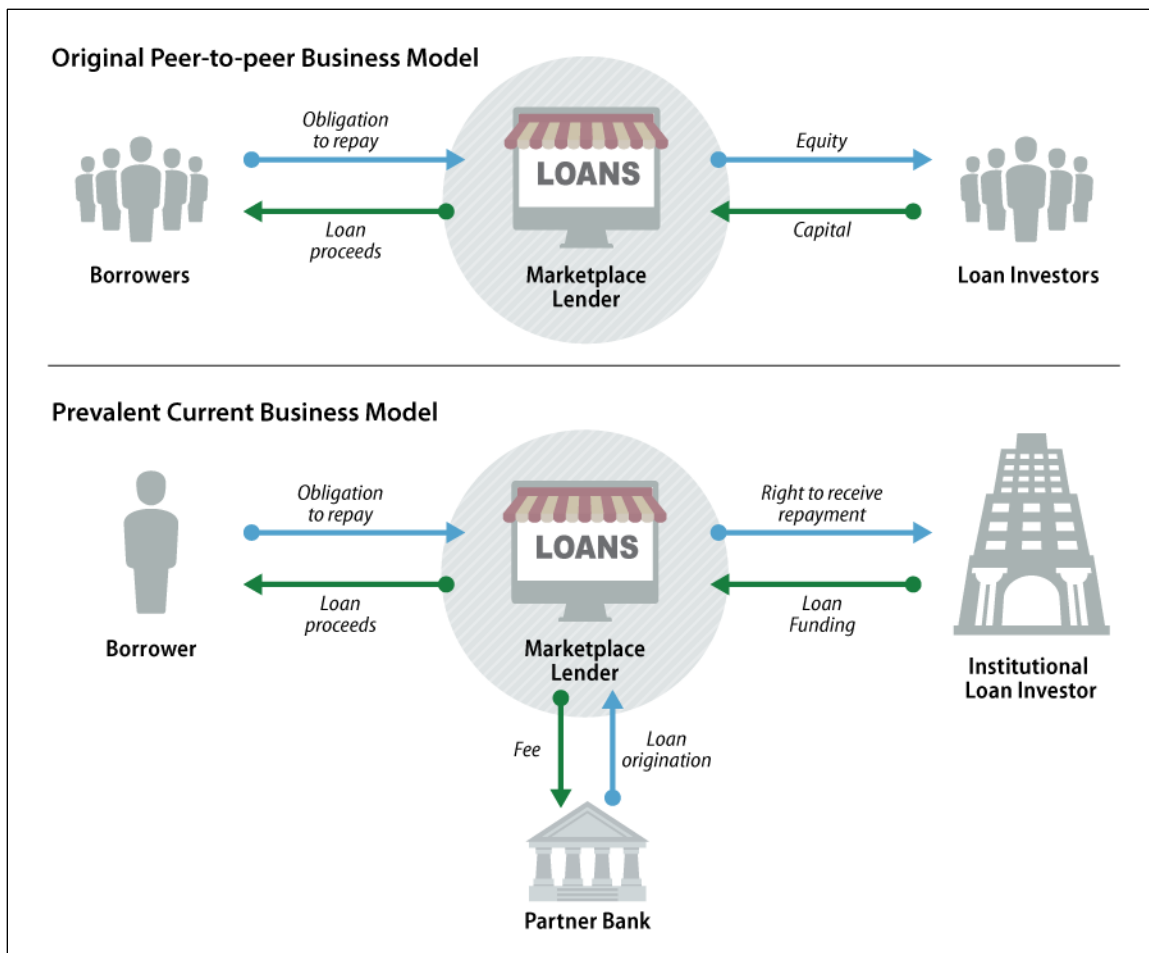 Original Peer-to-peer Business Model
Obligation
to repay
Equity
LOANS
Loan
proceeds
Capital
Borrowers
Marketplace
Lender
Loan Investors
Prevalent Current Business Model
Obligation
to repay
Right to receive
repayment
LOANS
Loan
proceeds
Loan
Funding
Borrower
Marketplace
Lender
Institutional
Loan Investor
Fee
Loan
origination
Partner Bank